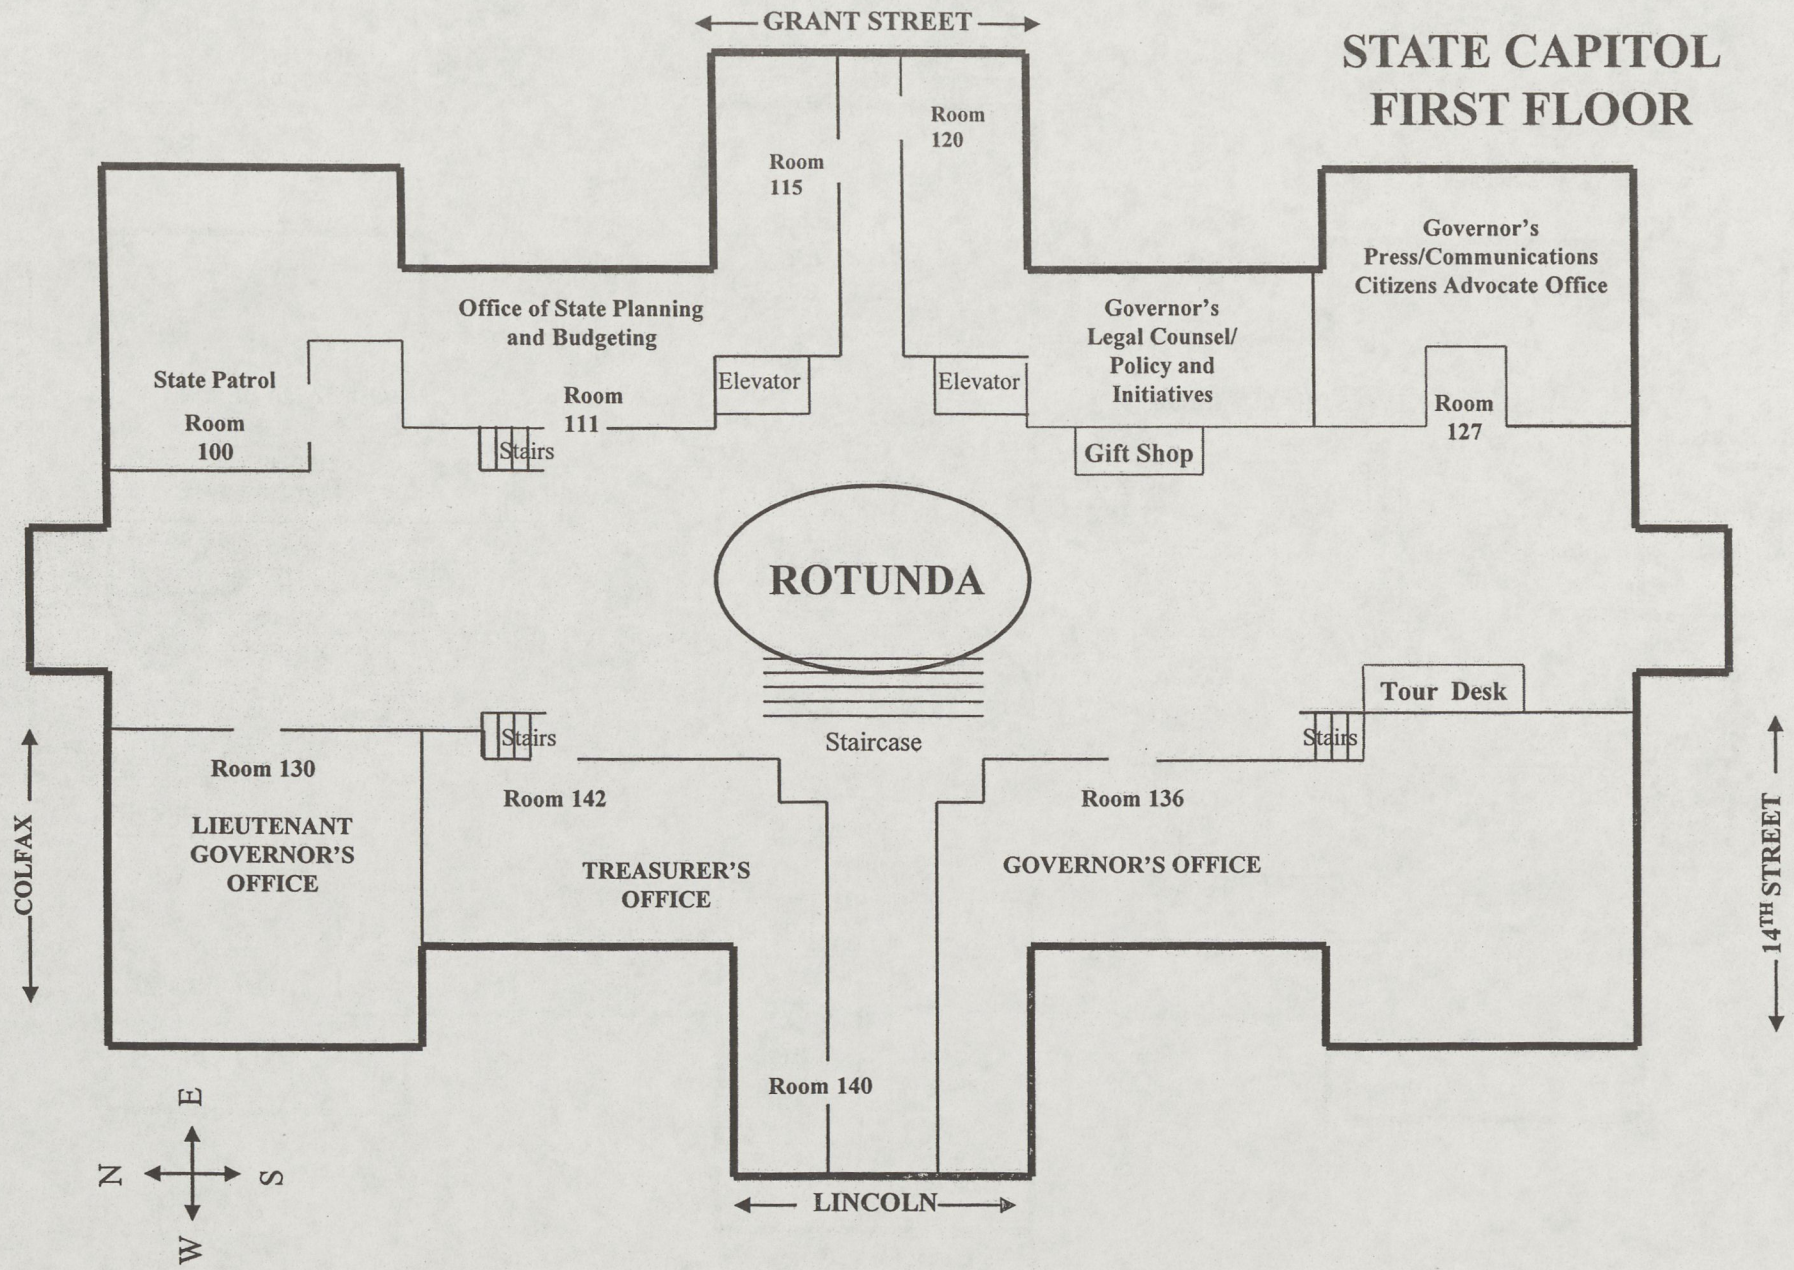 GRANT STREET
STATE CAPITOL
FIRST FLOOR
Room
120
Room
115
Governor's
Press/Communications
Citizens Advocate Office
Office of State Planning
and Budgeting
Governor's
Legal Counsel/
Policy and
Initiatives
State Patrol
Room
100
Room
111
Elevator
Elevator
Room
127
Stairs
Gift Shop
ROTUNDA
Tour Desk
Stairs
Staircase
Stairs
Room 130
Room 142
Room 136
LIEUTENANT
GOVERNOR'S
OFFICE
TREASURER'S
OFFICE
GOVERNOR'S OFFICE
COLFAX
14TH STREET
Room 140
E
N
S
W
LINCOLN